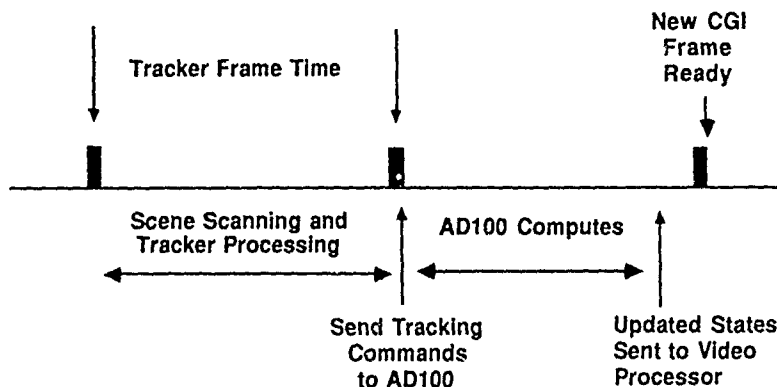 New CGI
Frame
Ready
Tracker Frame Time
Scene Scanning and
Tracker Processing
AD100 Computes
Send Tracking
Commands
to AD100
Updated States
Sent to Video
Processor